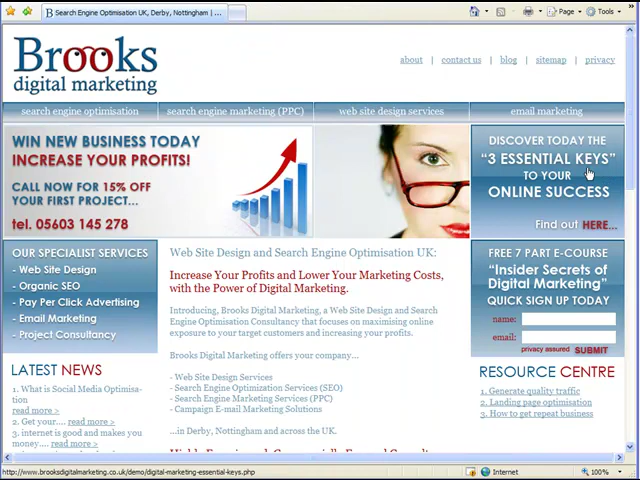 Search Engine Optimisation UK, Derby, Nottingham | ...
Page
Tools
Brooks
digital marketing
about | contact us | blog | sitemap | privacy
search engine optimisation
search engine marketing (PPC)
web site design services
email marketing
WIN NEW BUSINESS TODAY
INCREASE YOUR PROFITS!
CALL NOW FOR 15% OFF
YOUR FIRST PROJECT...
tel. 05603 145 278
DISCOVER TODAY THE
“3 ESSENTIAL KEYS”
TO YOUR
ONLINE SUCCESS
Find out HERE...
OUR SPECIALIST SERVICES
- Web Site Design
- Organic SEO
- Pay Per Click Advertising
- Email Marketing
- Project Consultancy
LATEST NEWS
1. What is Social Media Optimisa-
tion
read more >
2. Get your.... read more >
3. internet is good and makes you
money... read more >
Web Site Design and Search Engine Optimisation UK:
Increase Your Profits and Lower Your Marketing Costs,
with the Power of Digital Marketing.
Introducing, Brooks Digital Marketing, a Web Site Design and Search
Engine Optimisation Consultancy that focuses on maximising online
exposure to your target customers and increasing your profits.
Brooks Digital Marketing offers your company...
- Web Site Design Services
- Search Engine Optimization Services (SEO)
- Search Engine Marketing Services (PPC)
- Campaign E-mail Marketing Solutions
...in Derby, Nottingham and across the UK.
FREE 7 PART E-COURSE
“Insider Secrets of
Digital Marketing”
QUICK SIGN UP TODAY
name:
email:
privacy assured SUBMIT
RESOURCE CENTRE
1. Generate quality traffic
2. Landing page optimisation
3. How to get repeat business
http://www.brooksdigitalmarketing.co.uk/demo/digital-marketing-essential-keys.php
Internet
100%